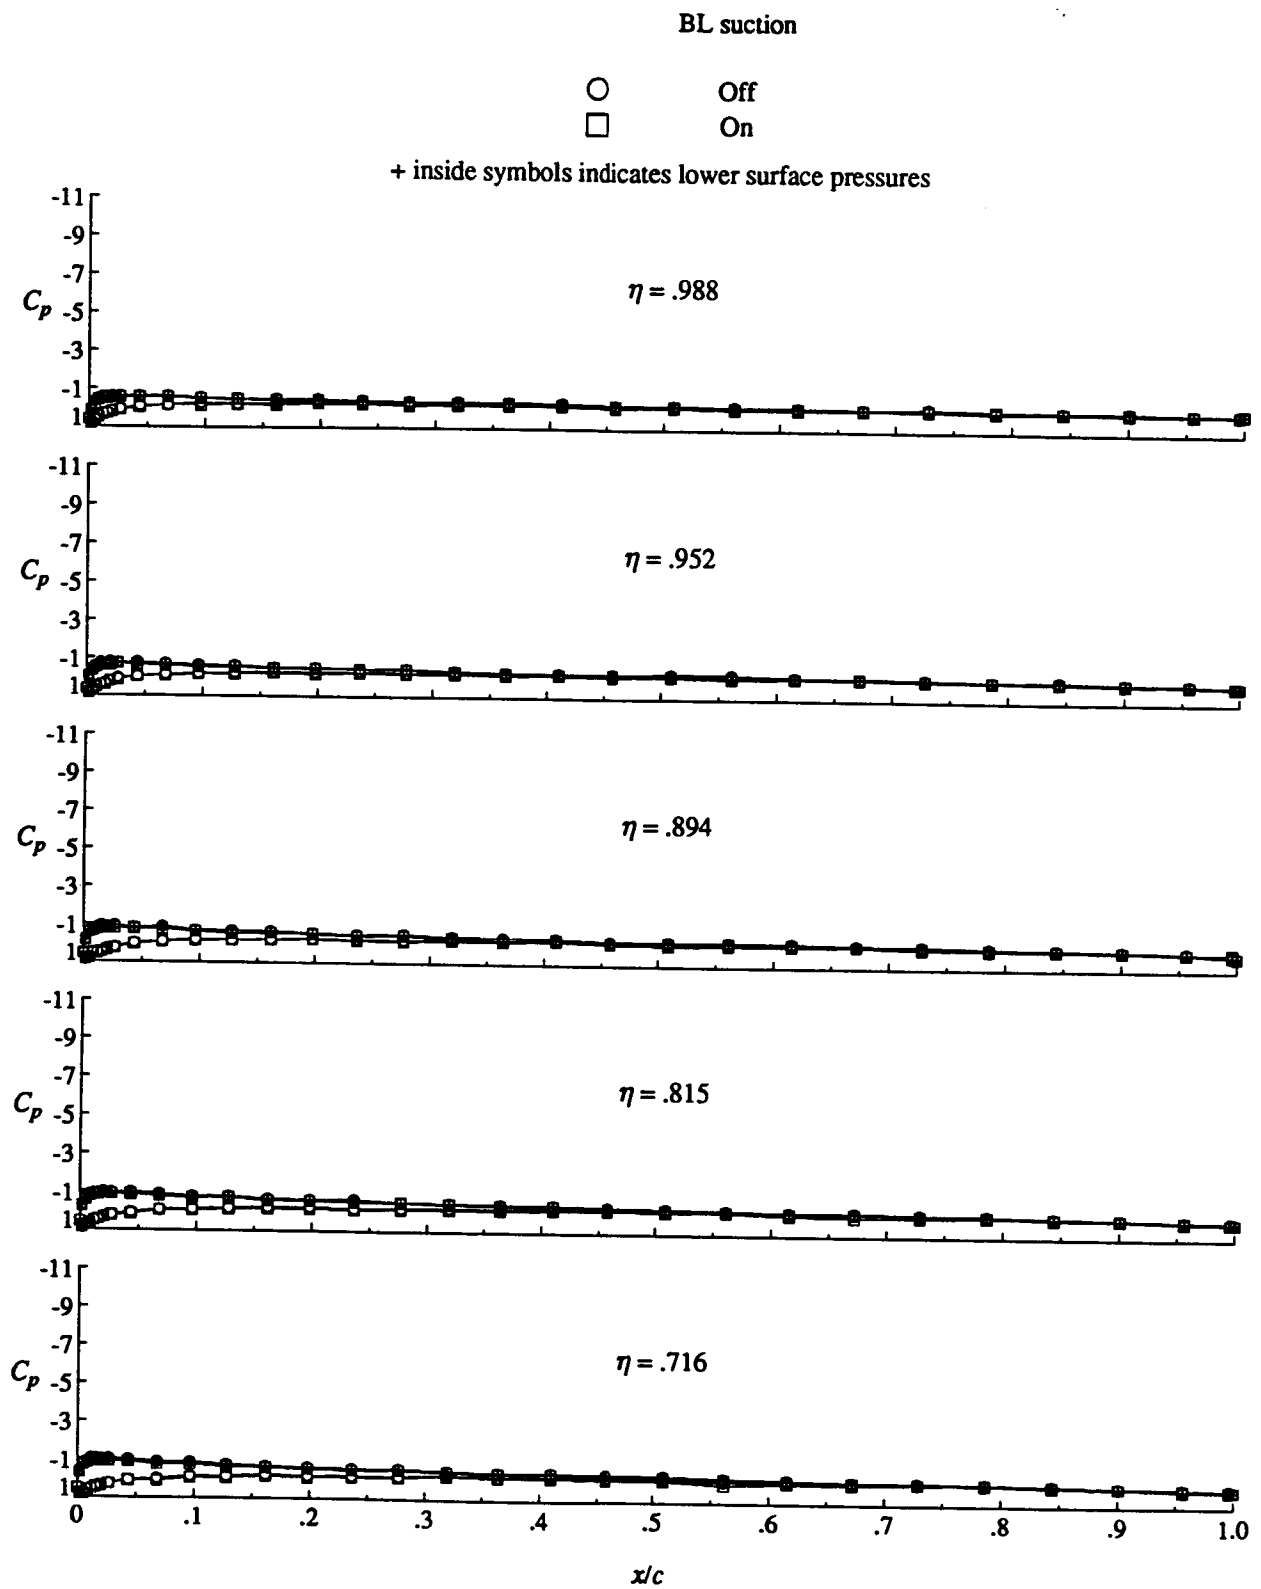 BL suction
Off
On
+ inside symbols indicates lower surface pressures
-11
-9
-7
Cp -5
-3
-1
1
η = .988
-11
-9
-7
Cp -5
-3
-1
1
η = .952
-11
-9
-7
Cp -5
-3
-1
1
η = .894
-11
-9
-7
Cp -5
-3
-1
1
η = .815
-11
-9
-7
Cp -5
-3
-1
1
η = .716
0 .1 .2 .3 .4 .5 .6 .7 .8 .9 1.0
x/c